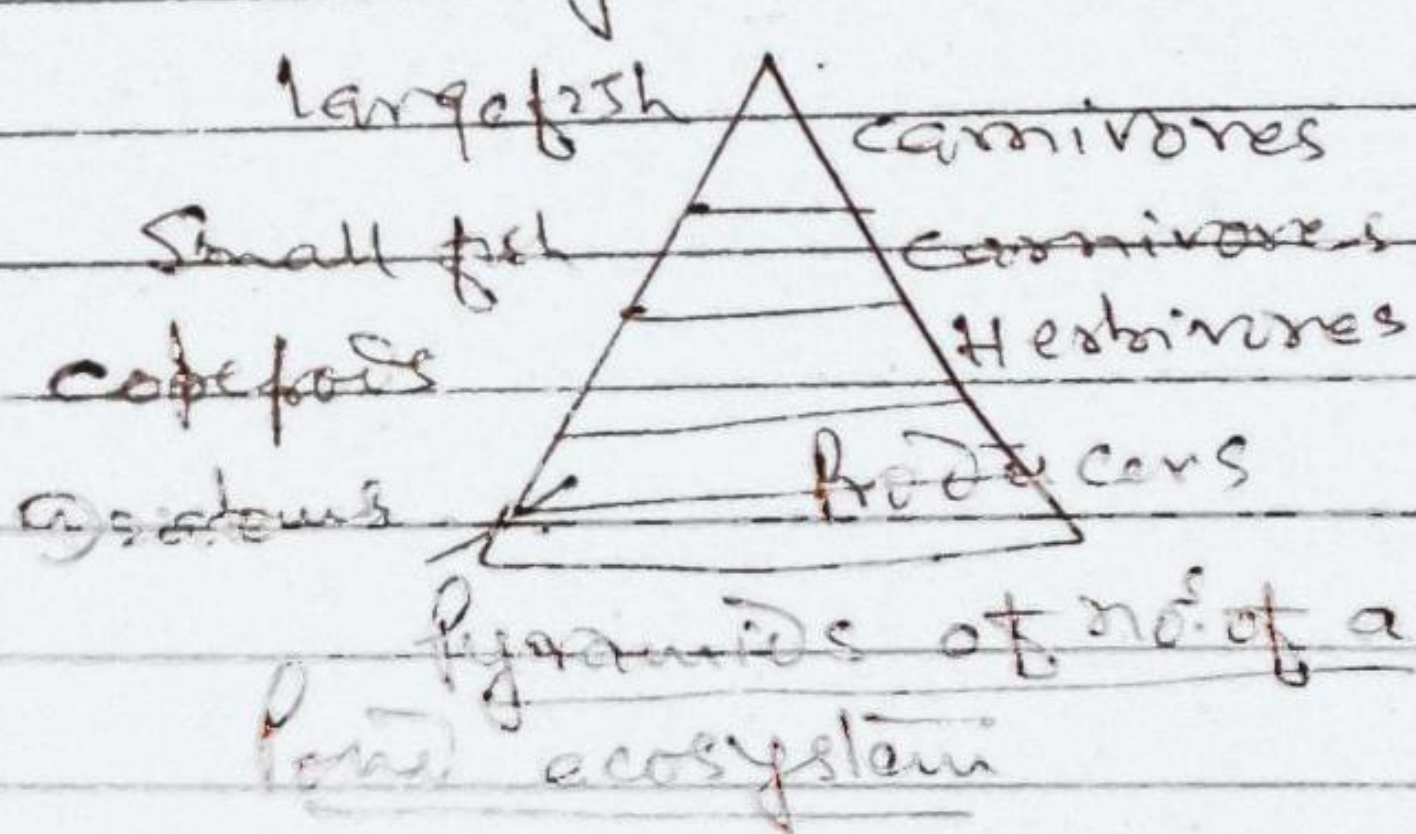 largefish carnivores
Small fish carnivores
copepods Herbivores
Producers
Pyramids of no. of a
Pond ecosystem